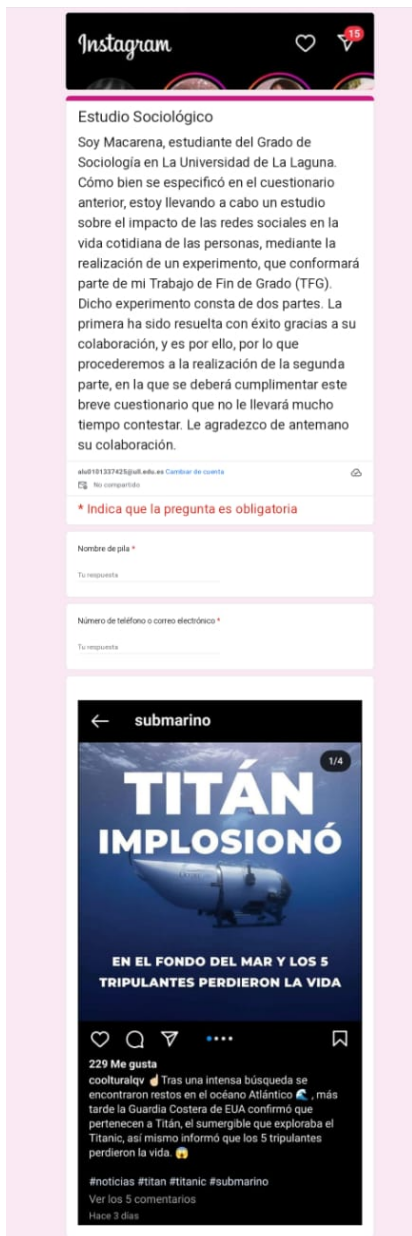 Instagram
15
Estudio Sociológico
Soy Macarena, estudiante del Grado de
Sociología en La Universidad de La Laguna.
Cómo bien se especificó en el cuestionario
anterior, estoy llevando a cabo un estudio
sobre el impacto de las redes sociales en la
vida cotidiana de las personas, mediante la
realización de un experimento, que conformará
parte de mi Trabajo de Fin de Grado (TFG).
Dicho experimento consta de dos partes. La
primera ha sido resuelta con éxito gracias a su
colaboración, y es por ello, por lo que
procederemos a la realización de la segunda
parte, en la que se deberá cumplimentar este
breve cuestionario que no le llevará mucho
tiempo contestar. Le agradezco de antemano
su colaboración.
alu0101337425@ull.edu.es Cambiar de cuenta
No compartido
* Indica que la pregunta es obligatoria
Nombre de pila *
Tu respuesta
Número de teléfono o correo electrónico *
Tu respuesta
submarino
1/4
TITÁN
IMPLOSIONÓ
EN EL FONDO DEL MAR Y LOS 5
TRIPULANTES PERDIERON LA VIDA
229 Me gusta
coolturalqv ☝🏻Tras una intensa búsqueda se
encontraron restos en el océano Atlántico 🌊 , más
tarde la Guardia Costera de EUA confirmó que
pertenecen a Titán, el sumergible que exploraba el
Titanic, así mismo informó que los 5 tripulantes
perdieron la vida. 😱
#noticias #titan #titanic #submarino
Ver los 5 comentarios
Hace 3 días